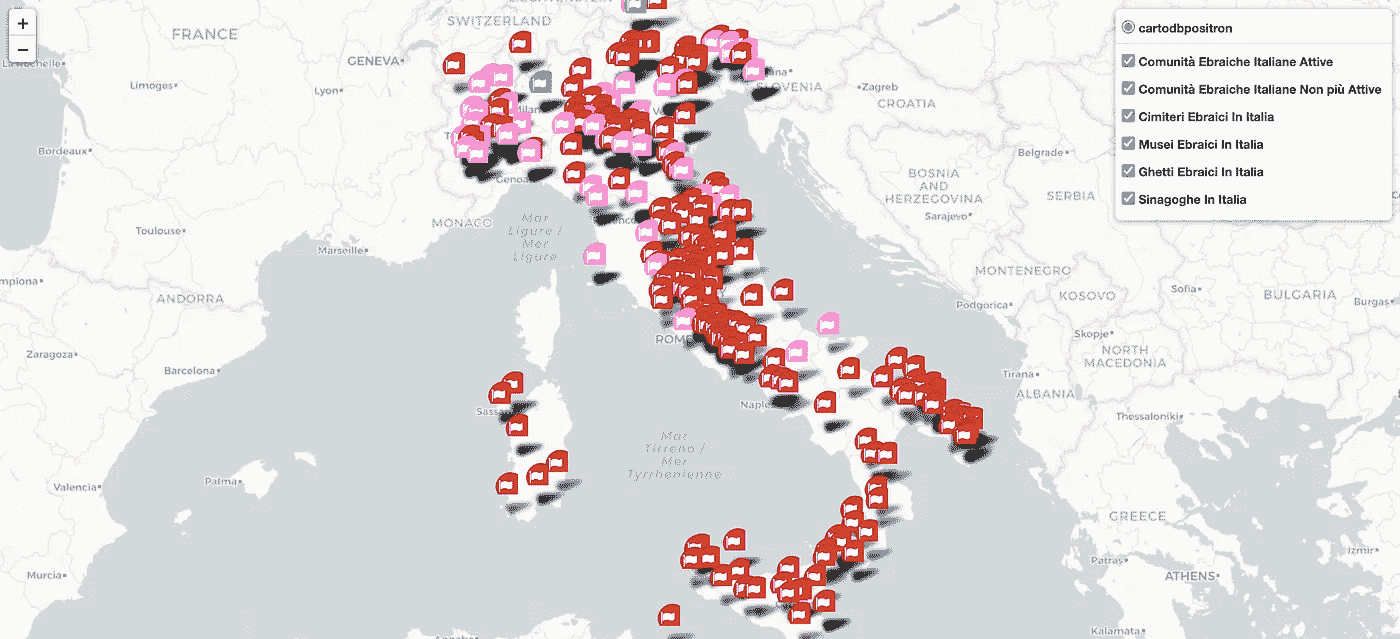 +
−
LIECHTENSTEIN
SWITZERLAND
FRANCE
GENEVA
La Rochelle
Limoges
Lyon
Milan
SLOVENIA
Zagreb
CROATIA
Bordeaux
Genoa
Belgrade
BOSNIA
AND
HERZEGOVINA
SERBIA
Sarajevo
MONACO
Toulouse
Marseille
Mar
Ligure /
Mer
Ligure
MONTENEGRO
KOSOVO
Sofia
BULGARIA
Burgas
Podgorica
ANDORRA
Skopje
NORTH
MACEDONIA
ROME
Zaragoza
Barcelona
Tirana
ALBANIA
Thessaloniki
Sassari
Naples
Mar
Tirreno /
Mer
Tyrrhenienne
Palma
Valencia
GREECE
Izmir
Patras
Murcia
ATHENS
Kalamata
cartodbpositron
Comunità Ebraiche Italiane Attive
Comunità Ebraiche Italiane Non più Attive
Cimiteri Ebraici In Italia
Musei Ebraici In Italia
Ghetti Ebraici In Italia
Sinagoghe In Italia